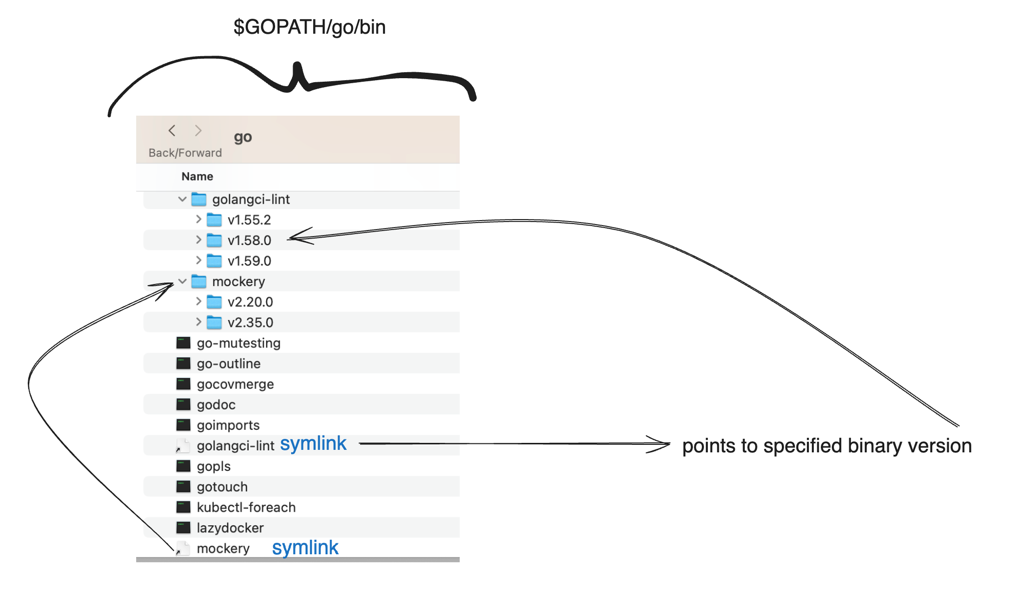 $GOPATH/go/bin
go
Back/Forward
Name
golangci-lint
v1.55.2
v1.58.0
v1.59.0
mockery
v2.20.0
v2.35.0
go-mutesting
go-outline
gocovmerge
godoc
goimports
golangci-lint symlink points to specified binary version
gopls
gotouch
kubectl-foreach
lazydocker
mockery symlink